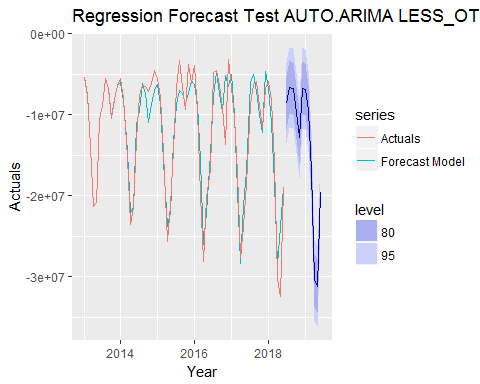 Regression Forecast Test AUTO.ARIMA LESS_OT
0e+00
-1e+07
-2e+07
-3e+07
Actuals
2014
2016
2018
Year
series
Actuals
Forecast Model
level
80
95